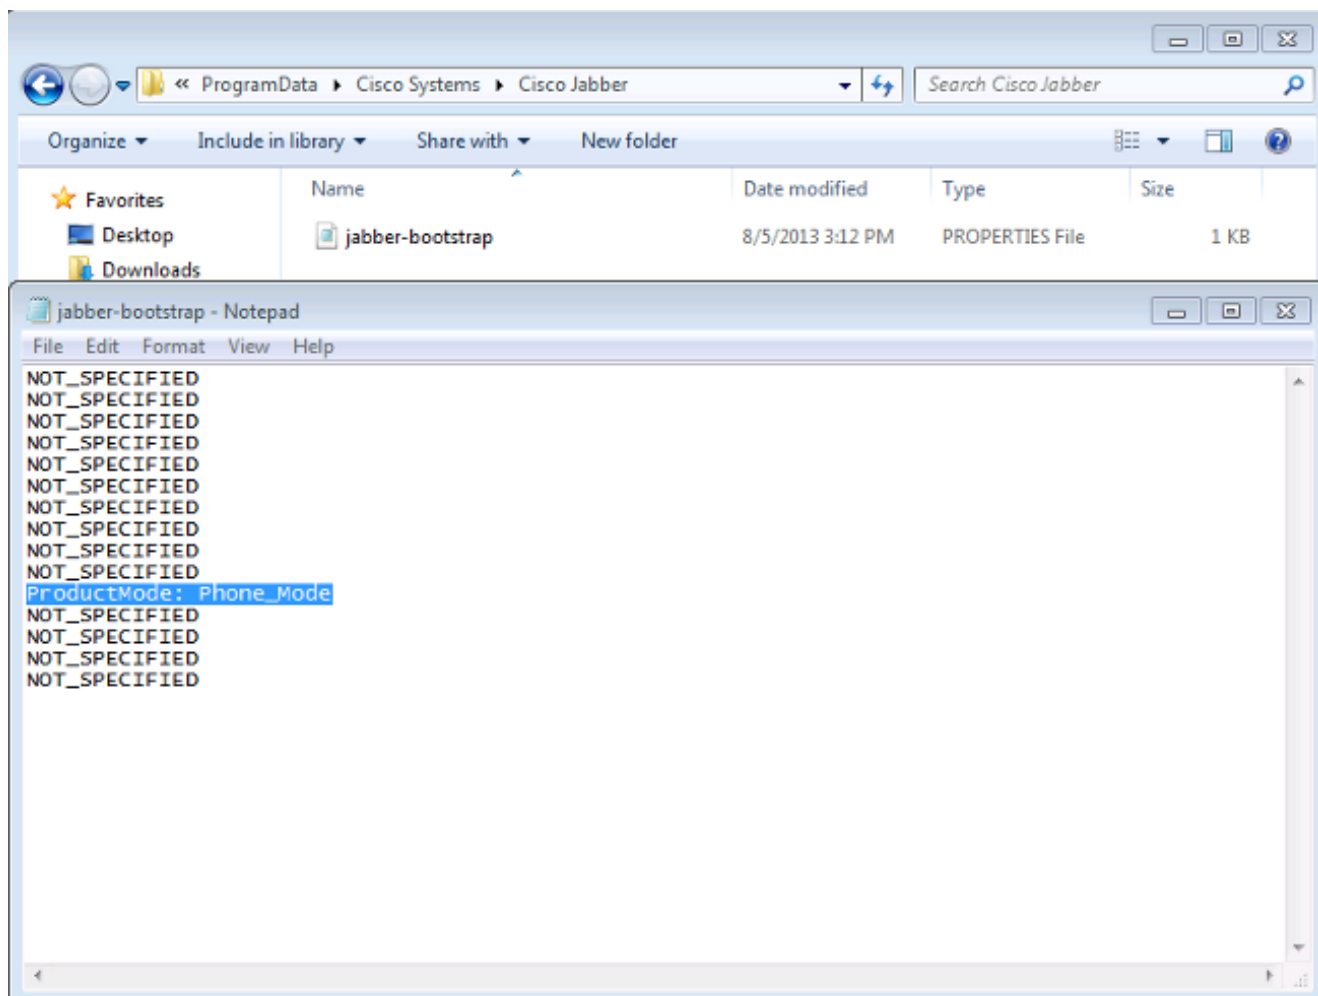 « ProgramData Cisco Systems Cisco Jabber Search Cisco Jabber
Organize Include in library Share with New folder
Favorites Name Date modified Type Size
Desktop jabber-bootstrap 8/5/2013 3:12 PM PROPERTIES File 1 KB
Downloads
jabber-bootstrap - Notepad
File Edit Format View Help
NOT_SPECIFIED
NOT_SPECIFIED
NOT_SPECIFIED
NOT_SPECIFIED
NOT_SPECIFIED
NOT_SPECIFIED
NOT_SPECIFIED
NOT_SPECIFIED
NOT_SPECIFIED
NOT_SPECIFIED
ProductMode: Phone_Mode
NOT_SPECIFIED
NOT_SPECIFIED
NOT_SPECIFIED
NOT_SPECIFIED